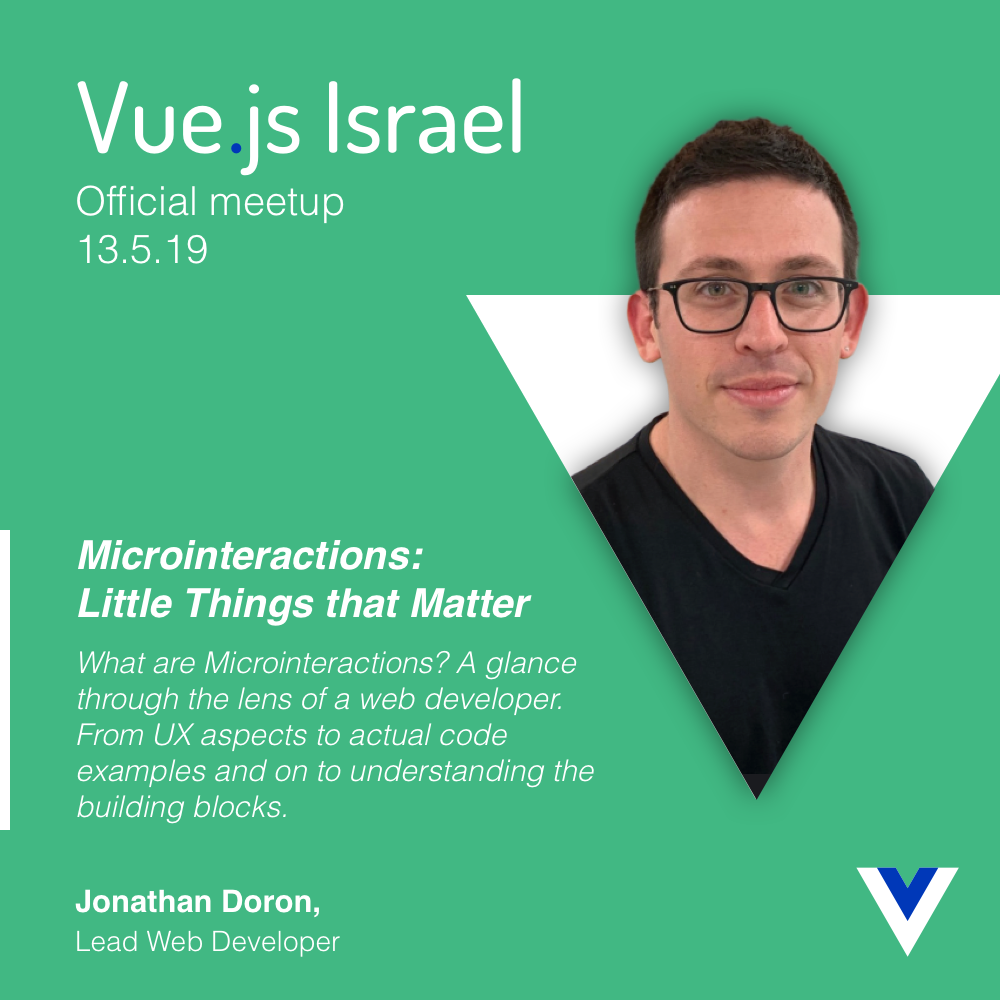 Vue.js Israel
Official meetup
13.5.19
Microinteractions:
Little Things that Matter
What are Microinteractions? A glance
through the lens of a web developer.
From UX aspects to actual code
examples and on to understanding the
building blocks.
Jonathan Doron,
Lead Web Developer